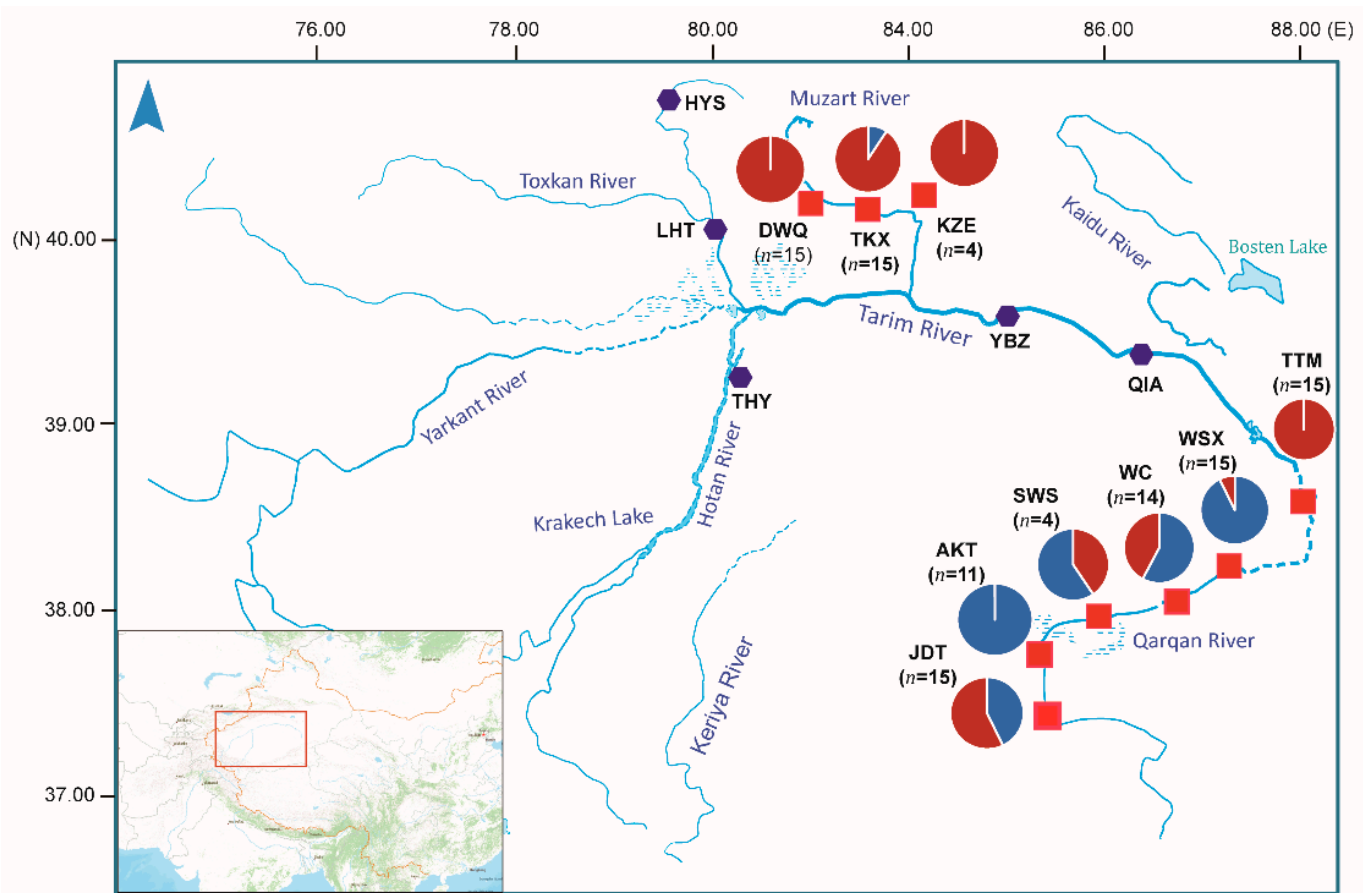 76.00 78.00 80.00 84.00 86.00 88.00 (E)
HYS
Muzart River
Toxkan River
LHT
DWQ
(n=15)
TKX
(n=15)
KZE
(n=4)
Kaidu River
Bosten Lake
(N) 40.00
Tarim River
YBZ
QIA
TTM
(n=15)
39.00
THY
Yarkant River
Hotan River
WSX
(n=15)
WC
(n=14)
SWS
(n=4)
Krakech Lake
AKT
(n=11)
38.00
Qarqan River
JDT
(n=15)
Keriya River
37.00